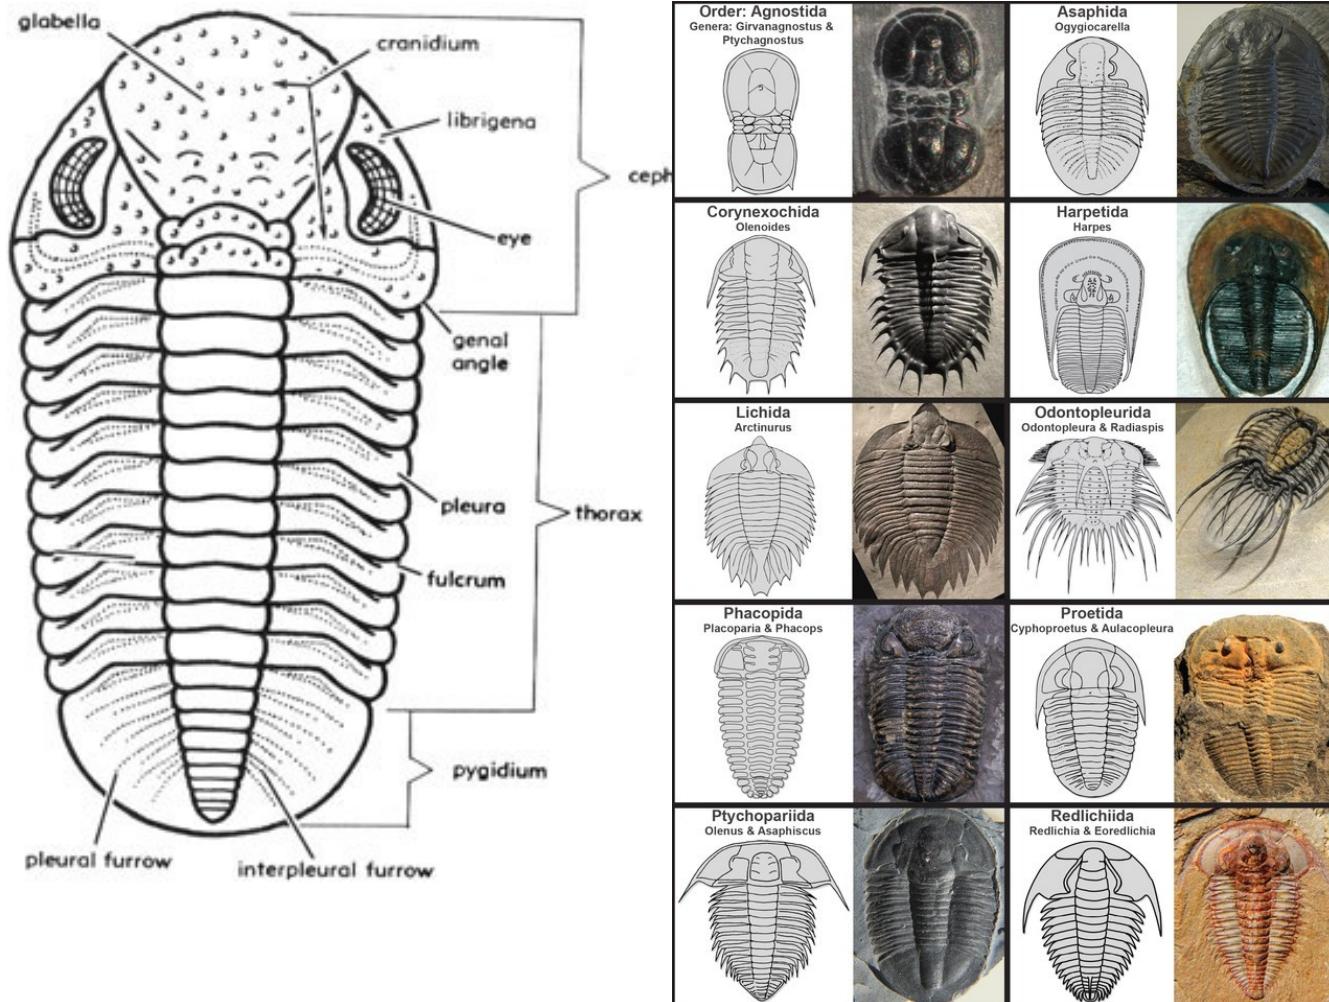 glabella
cranidium
librigena
ceph
eye
genal
angle
pleura
thorax
fulcrum
pygidium
pleural furrow
interpleural furrow
Order: Agnostida
Genera: Girvanagnostus &
Ptychagnostus
Asaphida
Ogygiocarella
Corynexochida
Olenoides
Harpetida
Harpes
Lichida
Arctinurus
Odontopleurida
Odontopleura & Radiaspis
Phacopida
Placoparia & Phacops
Proetida
Cyphoproetus & Aulacopleura
Ptychopariida
Olenus & Asaphiscus
Redlichiida
Redlichia & Eoredlichia